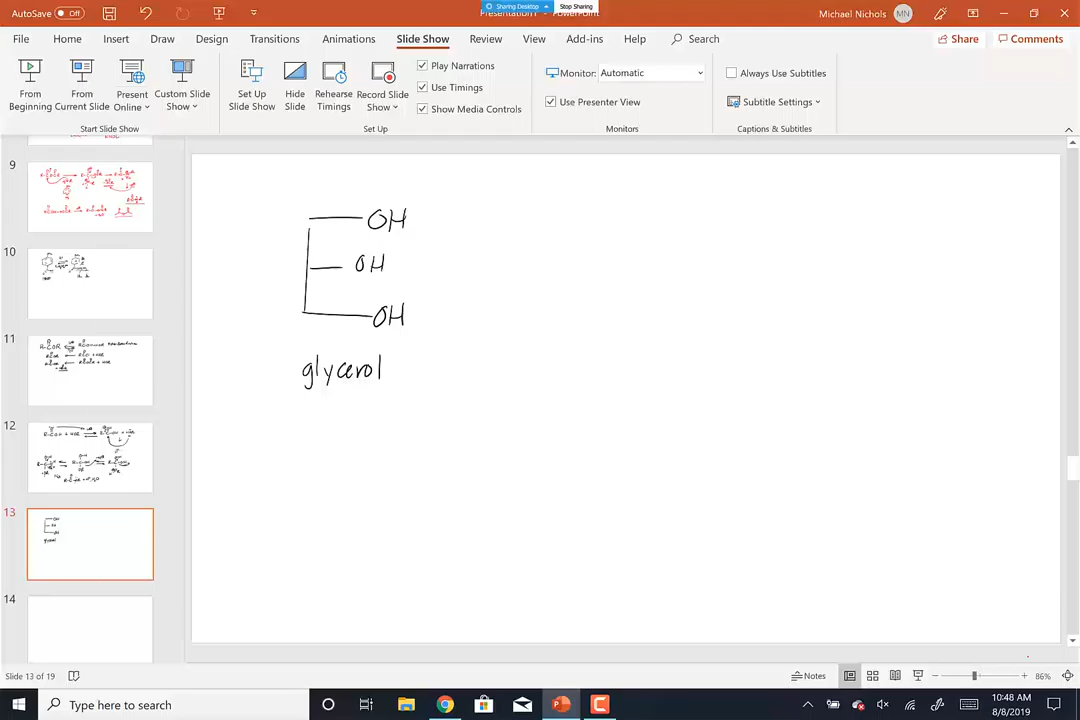 AutoSave Off
Sharing Desktop Stop Sharing
Presentation1 - PowerPoint
Michael Nichols MN
File Home Insert Draw Design Transitions Animations Slide Show Review View Add-ins Help Search Share Comments
From Beginning
From Current Slide
Present Online
Custom Slide Show
Set Up Slide Show
Hide Slide
Rehearse Timings
Record Slide Show
Play Narrations
Use Timings
Show Media Controls
Monitor: Automatic
Use Presenter View
Always Use Subtitles
Subtitle Settings
Start Slide Show Set Up Monitors Captions & Subtitles
9
10
11
12
13
14
OH
OH
OH
glycerol
Slide 13 of 19 Notes 86%
Type here to search
10:48 AM
8/8/2019